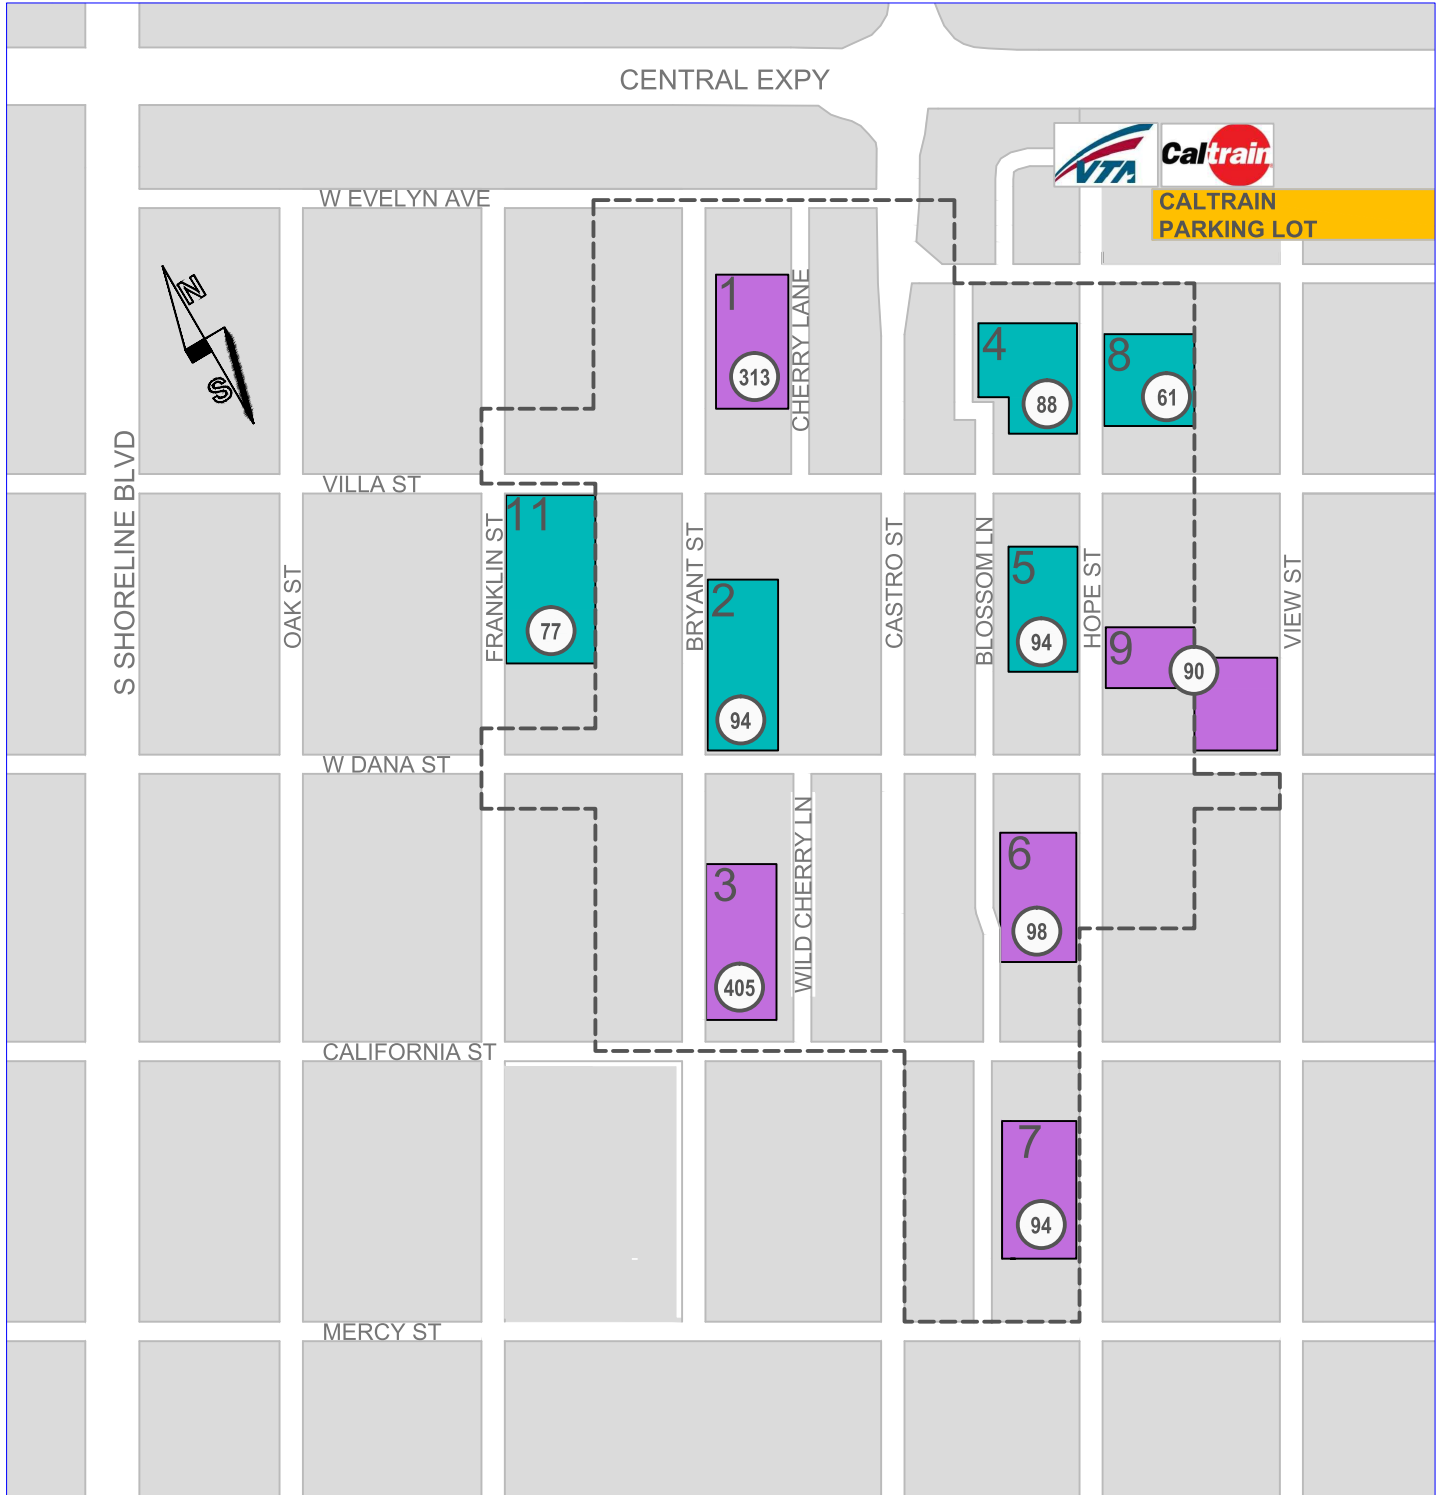 CENTRAL EXPY
VTA
Caltrain
W EVELYN AVE
CALTRAIN
PARKING LOT
N
S
1
313
CHERRY LANE
4
88
8
61
S SHORELINE BLVD
VILLA ST
OAK ST
FRANKLIN ST
11
77
BRYANT ST
2
94
CASTRO ST
BLOSSOM LN
5
94
HOPE ST
9
90
VIEW ST
W DANA ST
3
405
WILD CHERRY LN
6
98
CALIFORNIA ST
7
94
MERCY ST